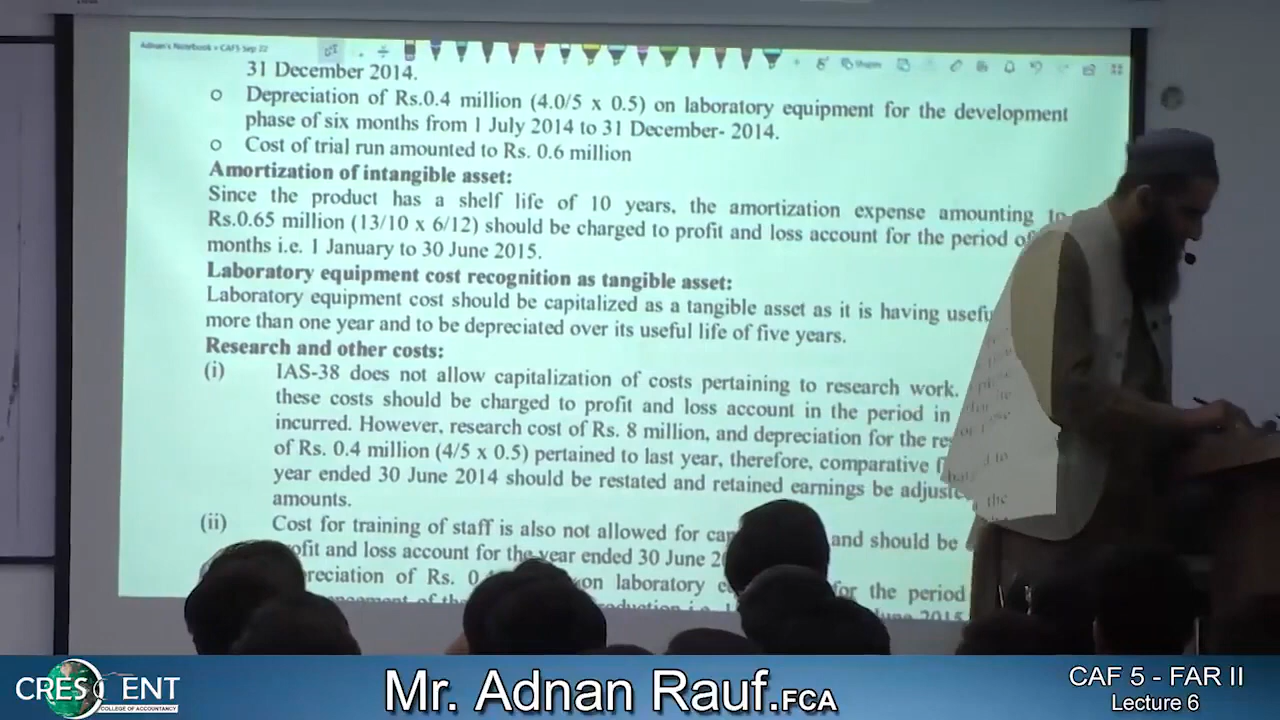 Adnan's Notebook » CAF5 Sep 22
31 December 2014.
o Depreciation of Rs.0.4 million (4.0/5 x 0.5) on laboratory equipment for the development
phase of six months from 1 July 2014 to 31 December- 2014.
o Cost of trial run amounted to Rs. 0.6 million
Amortization of intangible asset:
Since the product has a shelf life of 10 years, the amortization expense amounting to
Rs.0.65 million (13/10 x 6/12) should be charged to profit and loss account for the period of
months i.e. 1 January to 30 June 2015.
Laboratory equipment cost recognition as tangible asset:
Laboratory equipment cost should be capitalized as a tangible asset as it is having usefu
more than one year and to be depreciated over its useful life of five years.
Research and other costs:
(i) IAS-38 does not allow capitalization of costs pertaining to research work.
these costs should be charged to profit and loss account in the period in
incurred. However, research cost of Rs. 8 million, and depreciation for the re
of Rs. 0.4 million (4/5 x 0.5) pertained to last year, therefore, comparative
year ended 30 June 2014 should be restated and retained earnings be adjuste the
amounts.
(ii) Cost for training of staff is also not allowed for cap and should be
ofit and loss account for the year ended 30 June 2
reciation of Rs. 0 on laboratory e for the period
CRESCENT
COLLEGE OF ACCOUNTANCY
Mr. Adnan Rauf.FCA
CAF 5 - FAR II
Lecture 6